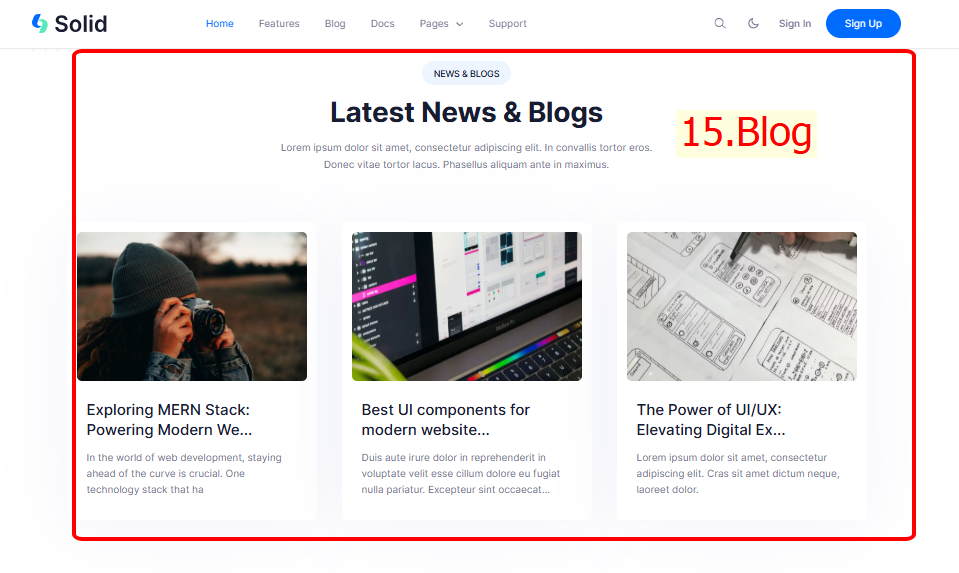 Solid
Home Features Blog Docs Pages Support Sign In Sign Up
NEWS & BLOGS
Latest News & Blogs
15.Blog
Lorem ipsum dolor sit amet, consectetur adipiscing elit. In convallis tortor eros.
Donec vitae tortor lacus. Phasellus aliquam ante in maximus.
Exploring MERN Stack:
Powering Modern We...
In the world of web development, staying
ahead of the curve is crucial. One
technology stack that ha
Best UI components for
modern website...
Duis aute irure dolor in reprehenderit in
voluptate velit esse cillum dolore eu fugiat
nulla pariatur. Excepteur sint occaecat...
The Power of UI/UX:
Elevating Digital Ex...
Lorem ipsum dolor sit amet, consectetur
adipiscing elit. Cras sit amet dictum neque,
laoreet dolor.